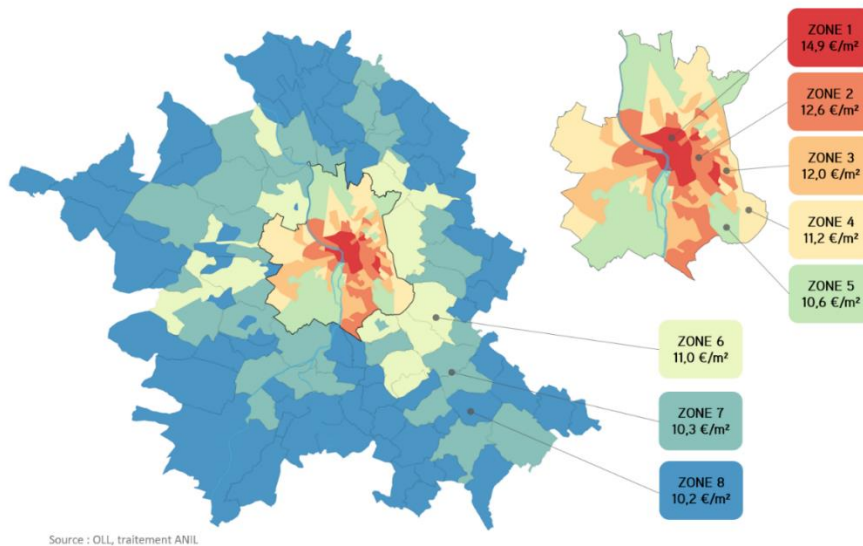 ZONE 1
14,9 €/m²
ZONE 2
12,6 €/m²
ZONE 3
12,0 €/m²
ZONE 4
11,2 €/m²
ZONE 5
10,6 €/m²
ZONE 6
11,0 €/m²
ZONE 7
10,3 €/m²
ZONE 8
10,2 €/m²
Source : OLL, traitement ANIL